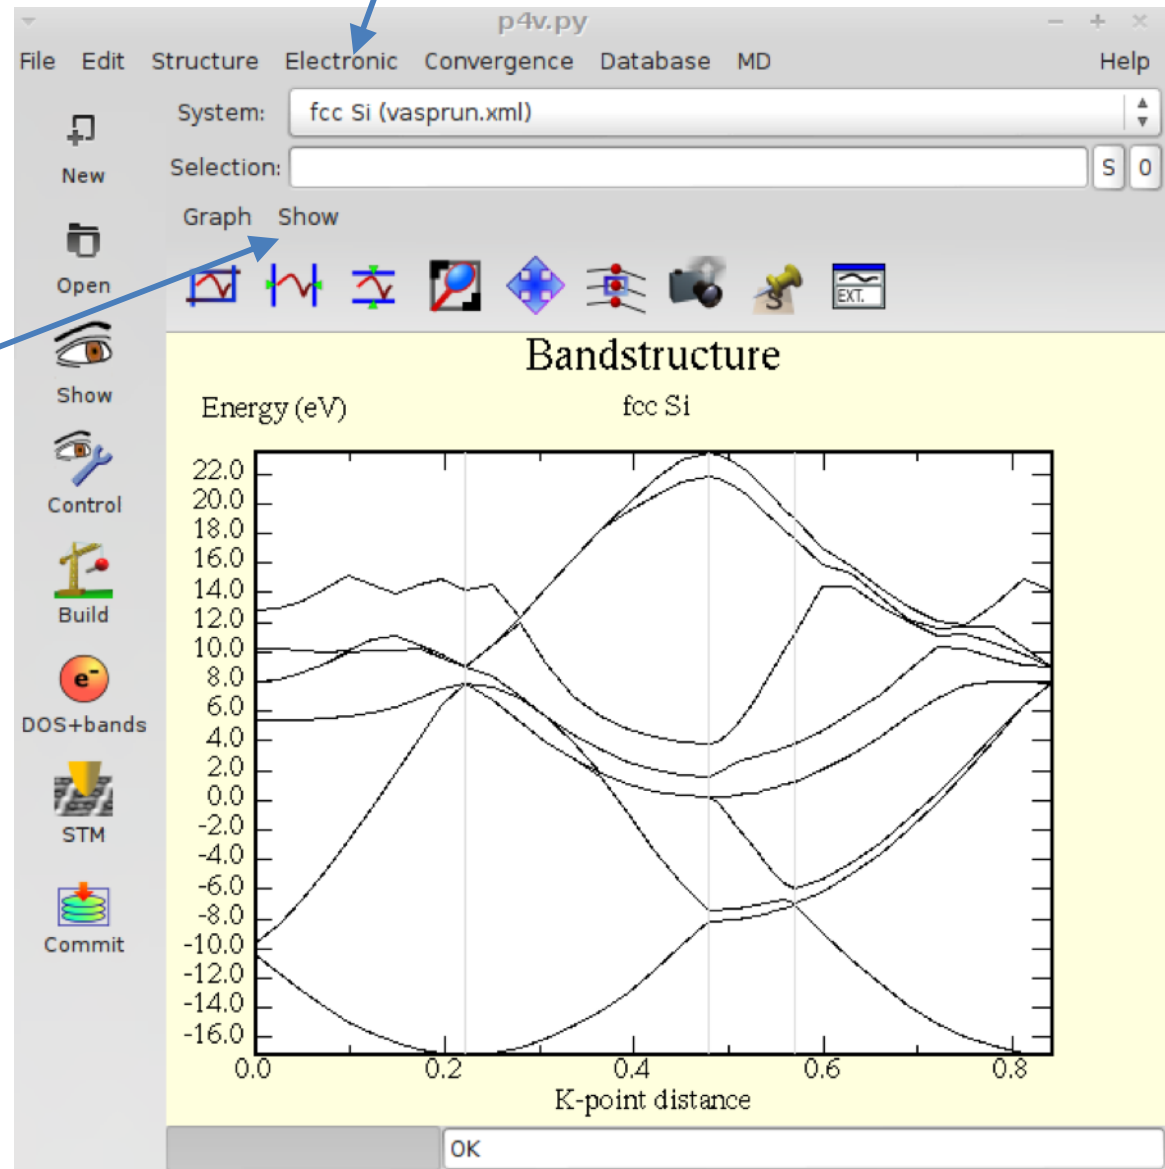 p4v.py
File Edit Structure Electronic Convergence Database MD Help
System: fcc Si (vasprun.xml)
Selection: S 0
Graph Show
New
Open
Show
Control
Build
e-
DOS+bands
STM
Commit
S
EXT.
Bandstructure
Energy (eV) fcc Si
22.0
20.0
18.0
16.0
14.0
12.0
10.0
8.0
6.0
4.0
2.0
0.0
-2.0
-4.0
-6.0
-8.0
-10.0
-12.0
-14.0
-16.0
0.0 0.2 0.4 0.6 0.8
K-point distance
OK